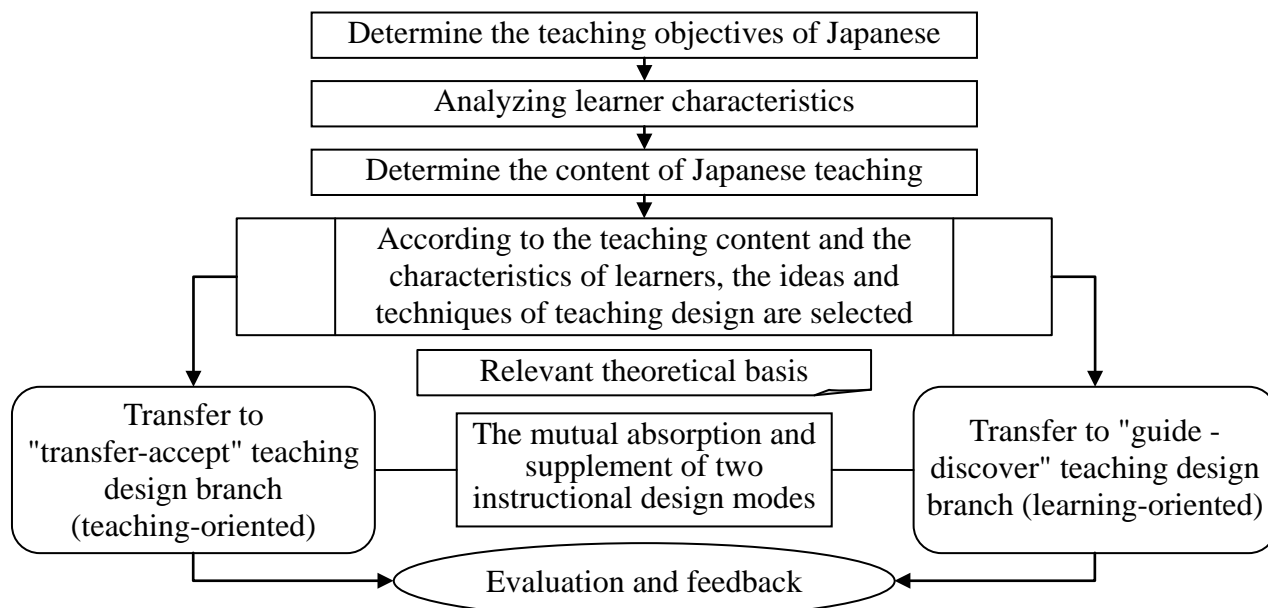 Determine the teaching objectives of Japanese
Analyzing learner characteristics
Determine the content of Japanese teaching
According to the teaching content and the
characteristics of learners, the ideas and
techniques of teaching design are selected
Relevant theoretical basis
Transfer to
"transfer-accept" teaching
design branch
(teaching-oriented)
The mutual absorption and
supplement of two
instructional design modes
Transfer to "guide -
discover" teaching design
branch (learning-oriented)
Evaluation and feedback